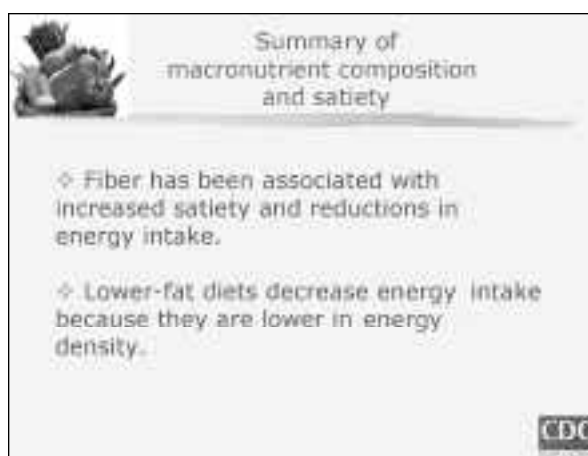 Summary of
macronutrient composition
and satiety
❖ Fiber has been associated with
increased satiety and reductions in
energy intake.
❖ Lower-fat diets decrease energy intake
because they are lower in energy
density.
CDC